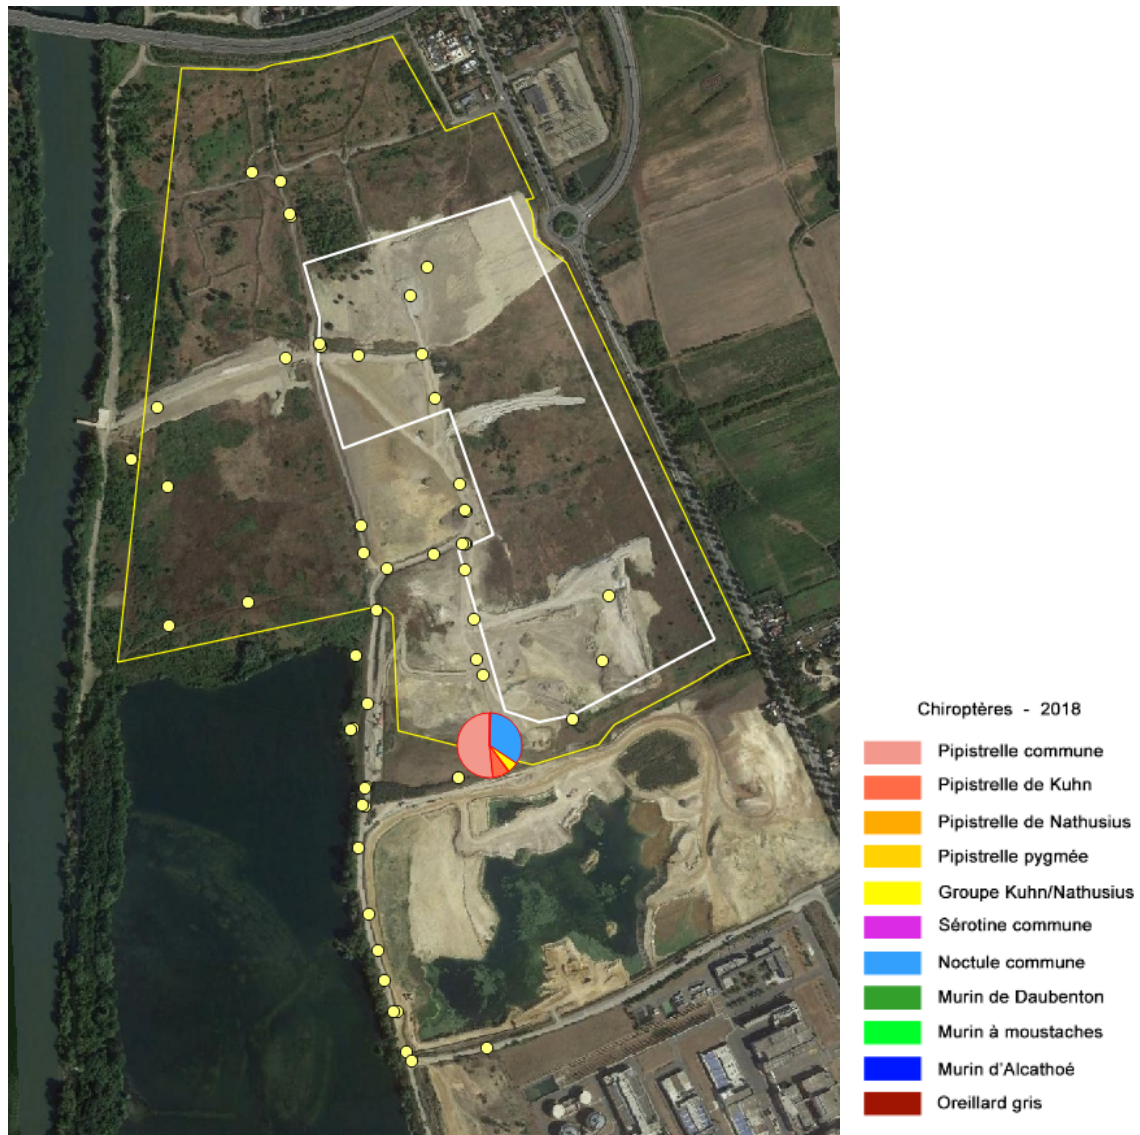 Chiroptères - 2018
Pipistrelle commune
Pipistrelle de Kuhn
Pipistrelle de Nathusius
Pipistrelle pygmée
Groupe Kuhn/Nathusius
Sérotine commune
Noctule commune
Murin de Daubenton
Murin à moustaches
Murin d'Alcathoé
Oreillard gris